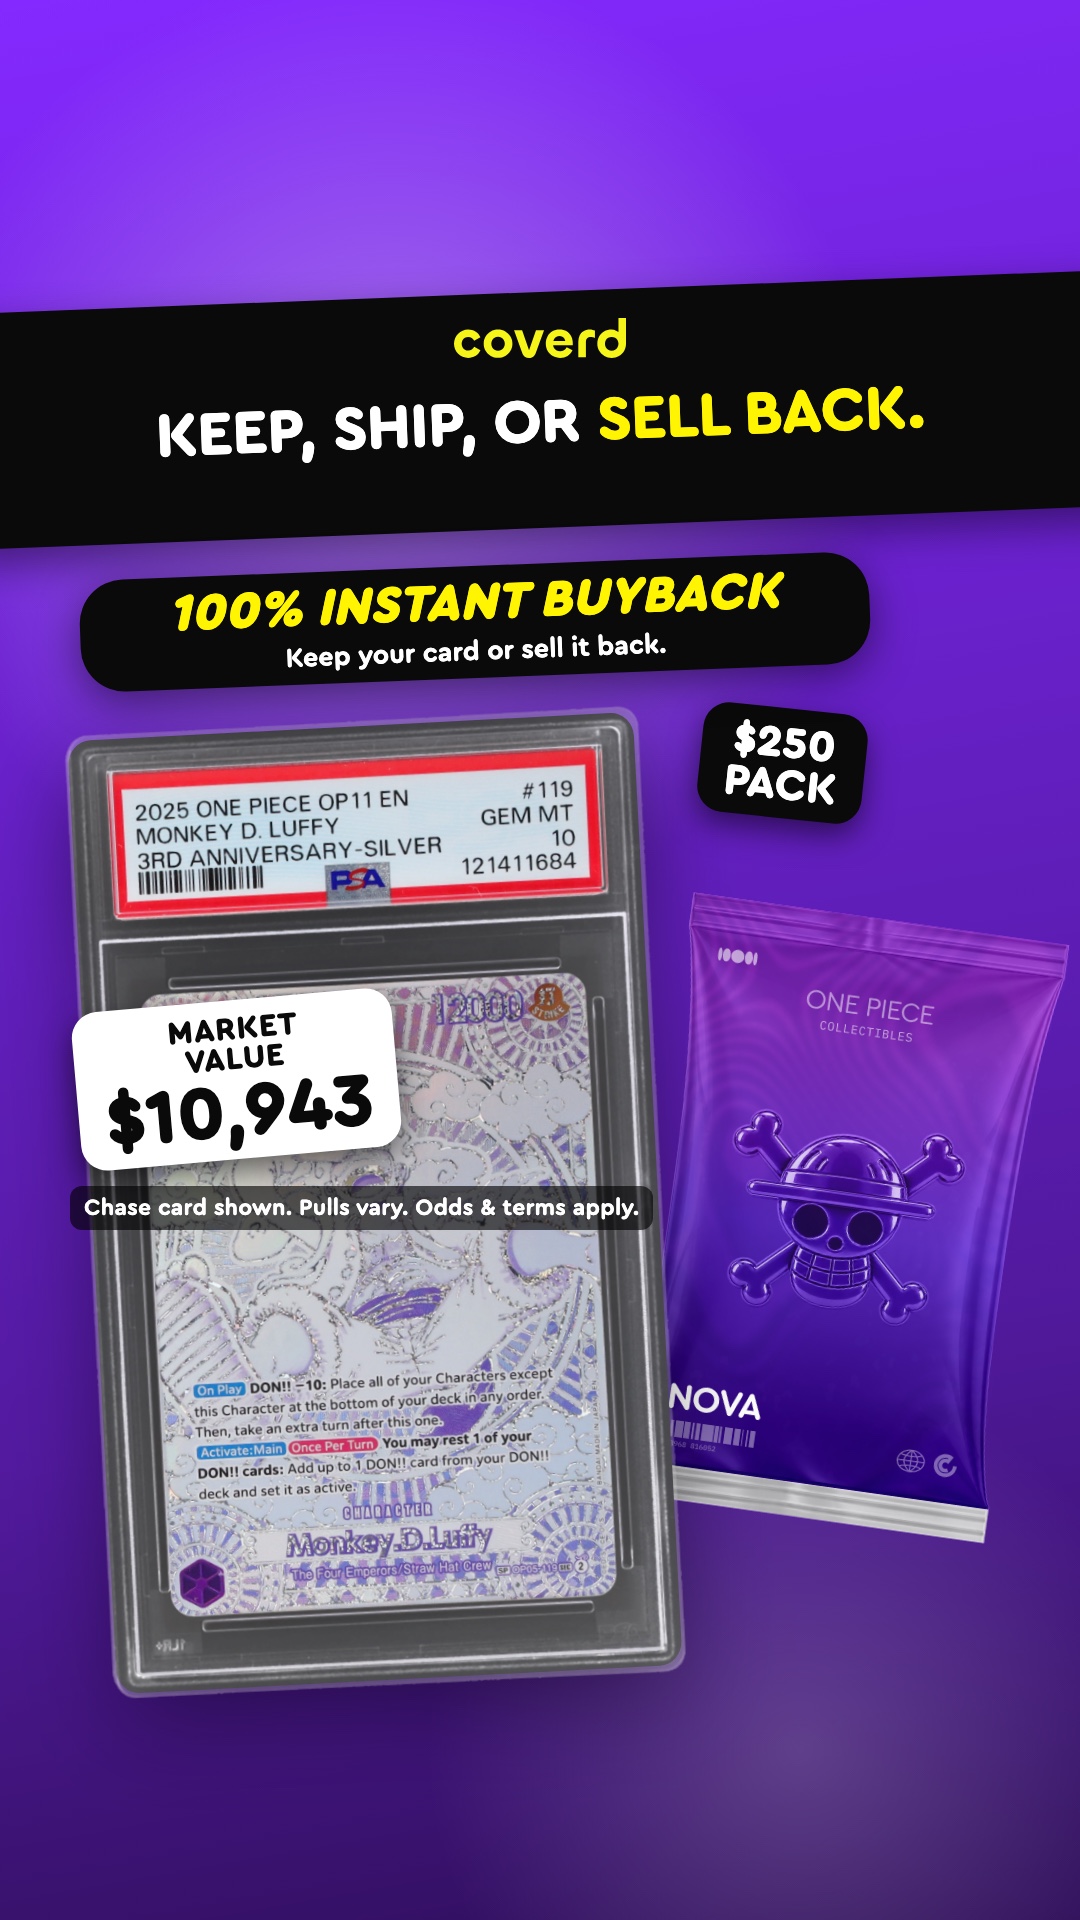 coverd
KEEP, SHIP, OR SELL BACK.
100% INSTANT BUYBACK
Keep your card or sell it back.
$250
PACK
2025 ONE PIECE OP11 EN #119
MONKEY D. LUFFY GEM MT
3RD ANNIVERSARY-SILVER 10
121411684
PSA
12000
MARKET
VALUE
$10,943
Chase card shown. Pulls vary. Odds & terms apply.
On Play DON!! −10: Place all of your Characters except
this Character at the bottom of your deck in any order.
Then, take an extra turn after this one.
Activate:Main Once Per Turn You may rest 1 of your
DON!! cards: Add up to 1 DON!! card from your DON!!
deck and set it as active.
CHARACTER
Monkey.D.Luffy
The Four Emperors/Straw Hat Crew SP OP05-119 SEC 2
ONE PIECE
COLLECTIBLES
NOVA